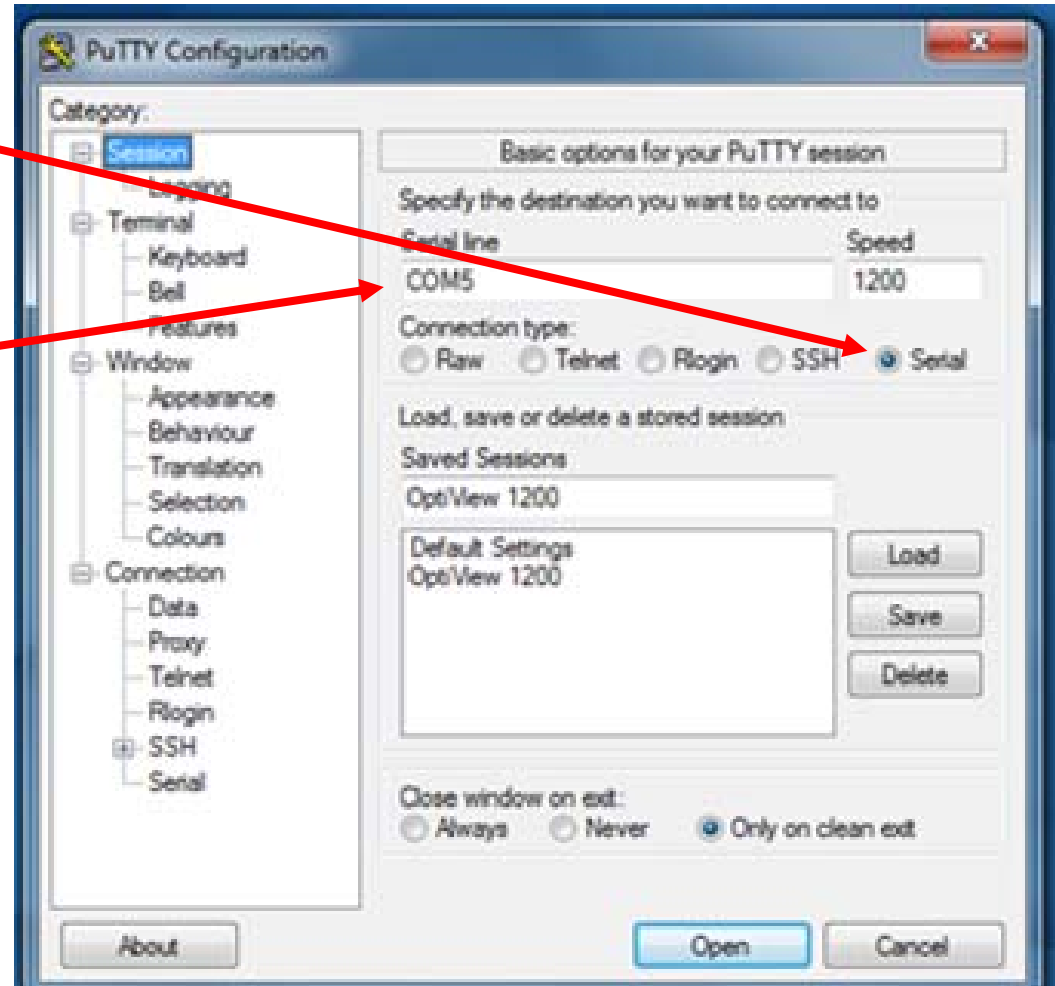 PuTTY Configuration
Category:
Session
Logging
Terminal
Keyboard
Bell
Features
Window
Appearance
Behaviour
Translation
Selection
Colours
Connection
Data
Proxy
Telnet
Rlogin
SSH
Serial
Basic options for your PuTTY session
Specify the destination you want to connect to
Serial line Speed
COM5 1200
Connection type:
Raw Telnet Rlogin SSH Serial
Load, save or delete a stored session
Saved Sessions
OptiView 1200
Default Settings
OptiView 1200
Load
Save
Delete
Close window on exit:
Always Never Only on clean exit
About Open Cancel